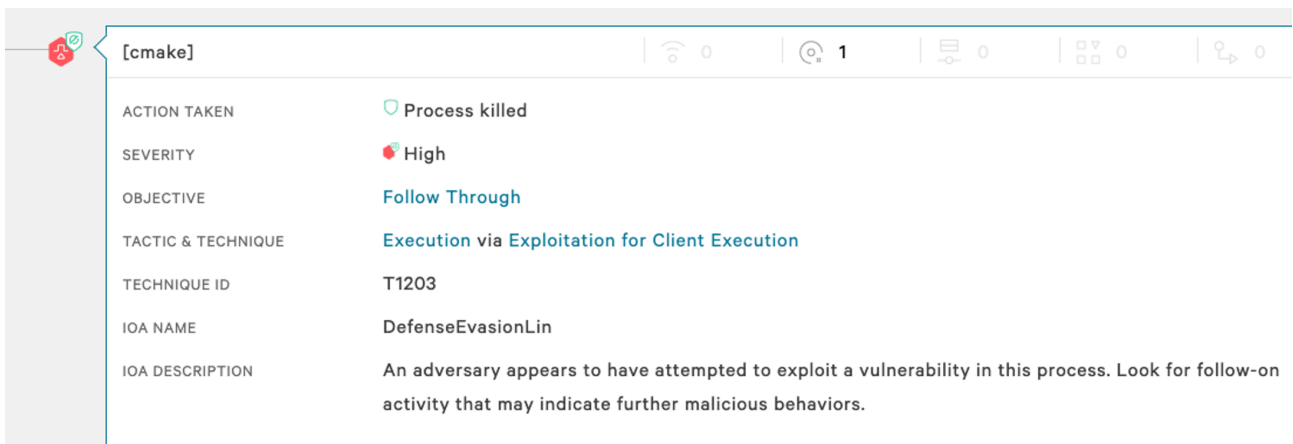 [cmake] 0 1 0 0 0
ACTION TAKEN Process killed
SEVERITY High
OBJECTIVE Follow Through
TACTIC & TECHNIQUE Execution via Exploitation for Client Execution
TECHNIQUE ID T1203
IOA NAME DefenseEvasionLin
IOA DESCRIPTION An adversary appears to have attempted to exploit a vulnerability in this process. Look for follow-on
activity that may indicate further malicious behaviors.